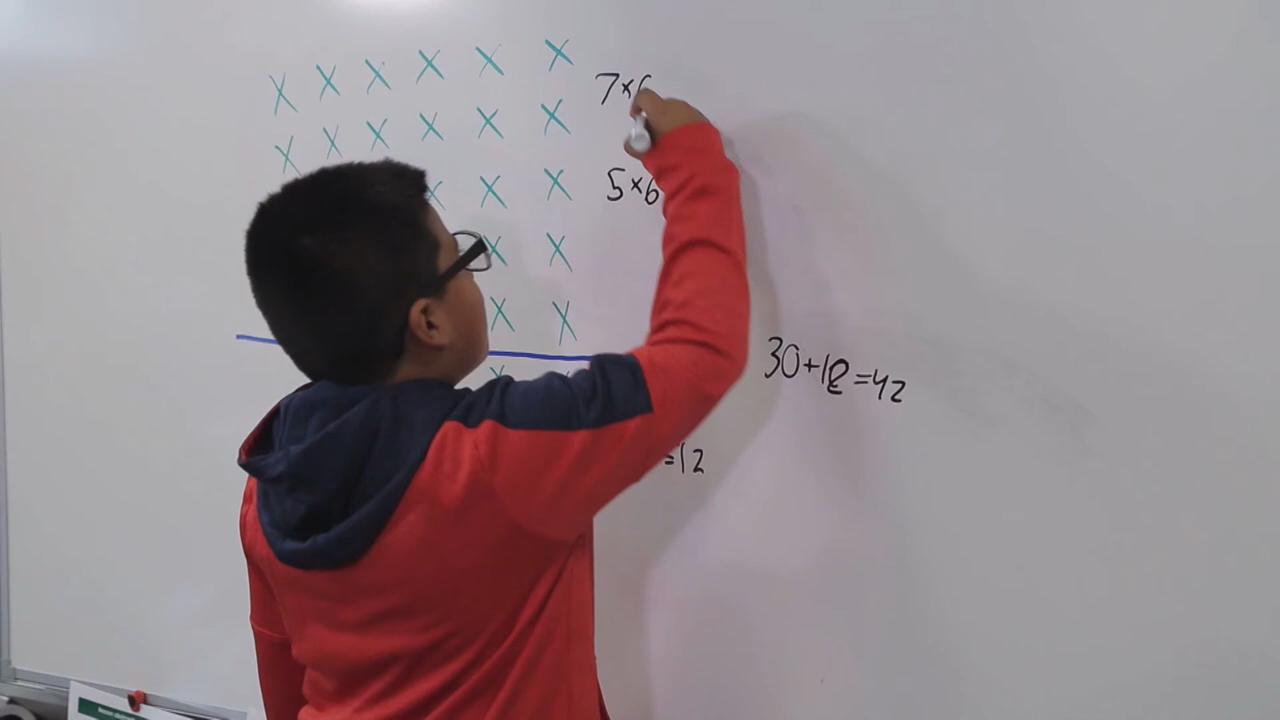 X X X X X X
7×6
X X X X X X
X X X
5×6
X X
X X
30+12=42
=12